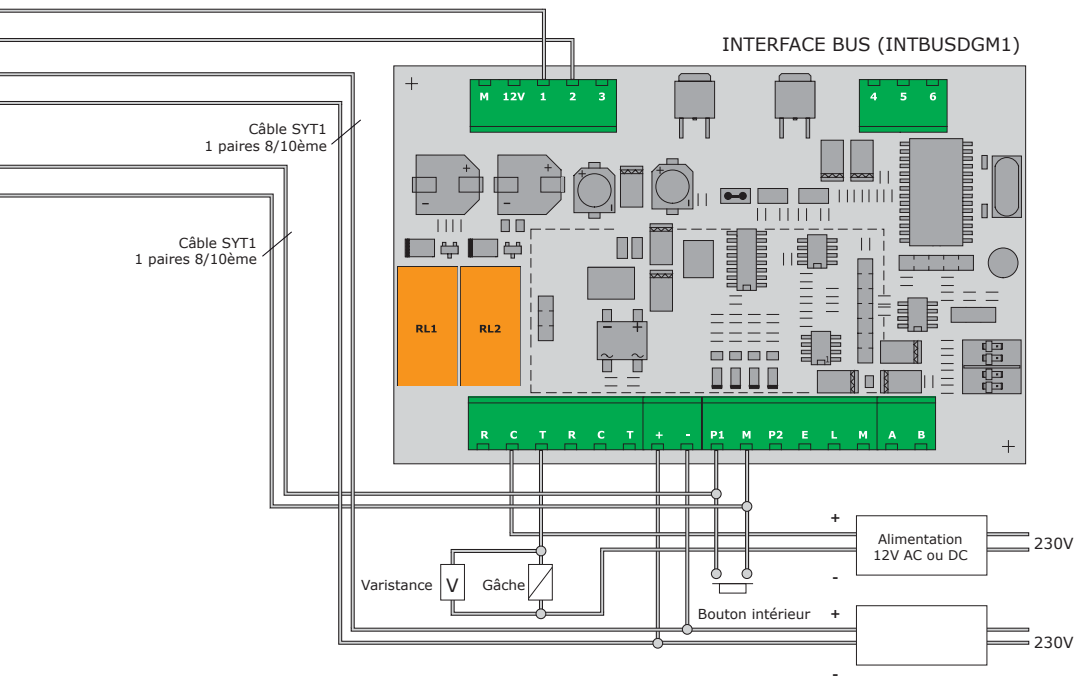 INTERFACE BUS (INTBUSDGM1)
M 12V 1 2 3
4 5 6
Câble SYT1
1 paires 8/10ème
Câble SYT1
1 paires 8/10ème
RL1 RL2
R C T R C T + - P1 M P2 E L M A B
+
Alimentation
12V AC ou DC
230V
-
Varistance V Gâche
Bouton intérieur
+
230V
-